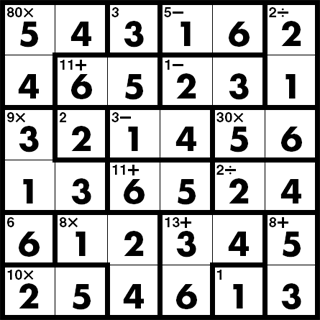 80× 3 5− 2÷
5 4 3 1 6 2
11+ 1−
4 6 5 2 3 1
9× 2 3− 30×
3 2 1 4 5 6
11+ 2÷
1 3 6 5 2 4
6 8× 13+ 8+
6 1 2 3 4 5
10× 1
2 5 4 6 1 3